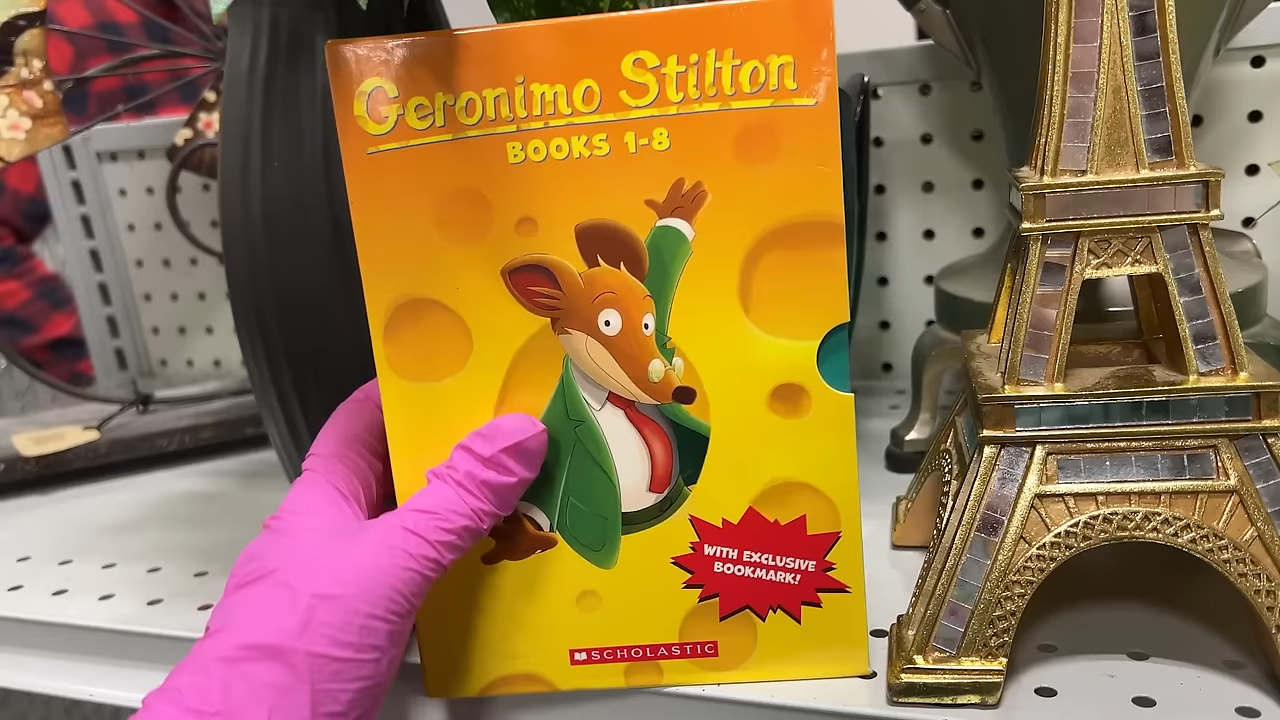 Geronimo Stilton
BOOKS 1-8
WITH EXCLUSIVE
BOOKMARK!
SCHOLASTIC